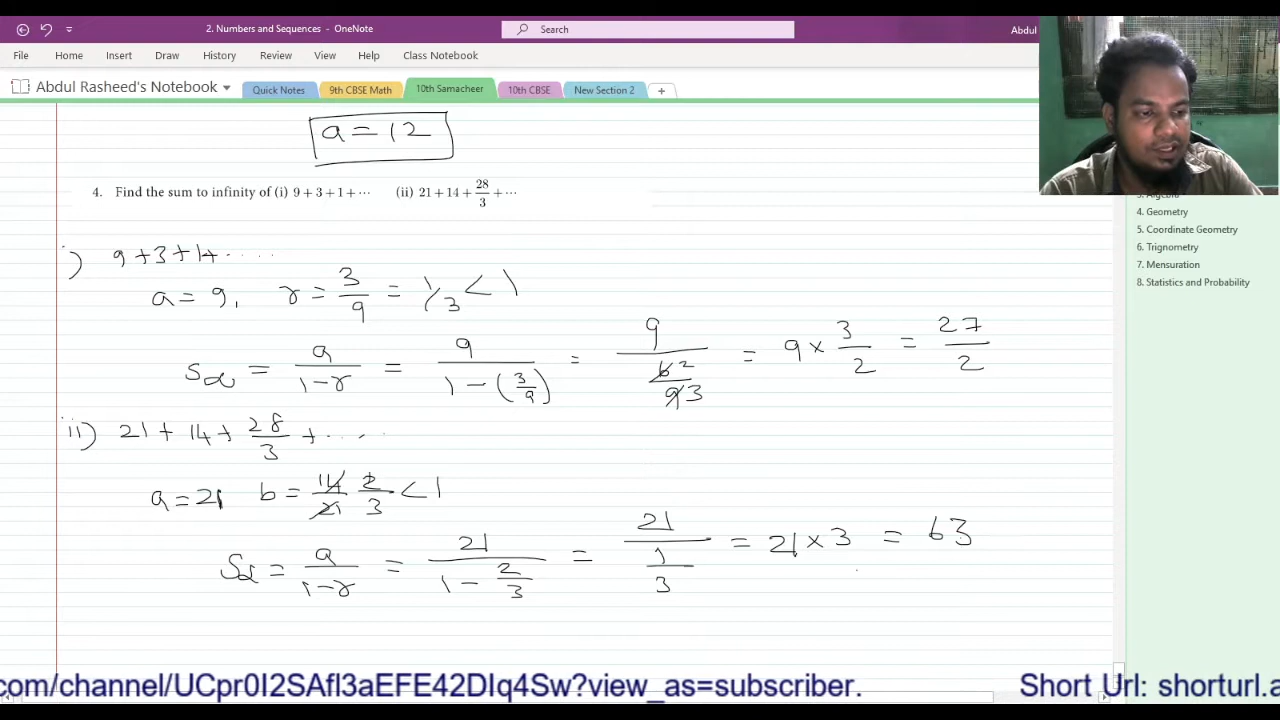 2. Numbers and Sequences - OneNote
Search
Abdul
File Home Insert Draw History Review View Help Class Notebook
Abdul Rasheed's Notebook Quick Notes 9th CBSE Math 10th Samacheer 10th CBSE New Section 2 +
a = 12
4. Find the sum to infinity of (i) 9 + 3 + 1 + ⋯ (ii) 21 + 14 + 28/3 + ⋯
i) 9 + 3 + 1 + .....
a = 9, r = 3/9 = 1/3 < 1
S∝ = a/(1-r) = 9/(1-(3/9)) = 9/(2/3) = 9 × 3/2 = 27/2
ii) 21 + 14 + 28/3 + .....
a = 21 b = 14/21 2/3 < 1
S∝ = a/(1-r) = 21/(1-2/3) = 21/(1/3) = 21 × 3 = 63
4. Geometry
5. Coordinate Geometry
6. Trignometry
7. Mensuration
8. Statistics and Probability
com/channel/UCpr0I2SAfI3aEFE42DIq4Sw?view_as=subscriber. Short Url: shorturl.a